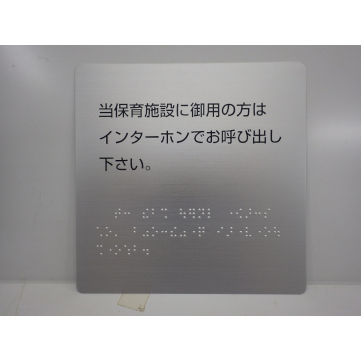 当保育施設に御用の方は
インターホンでお呼び出し
下さい。